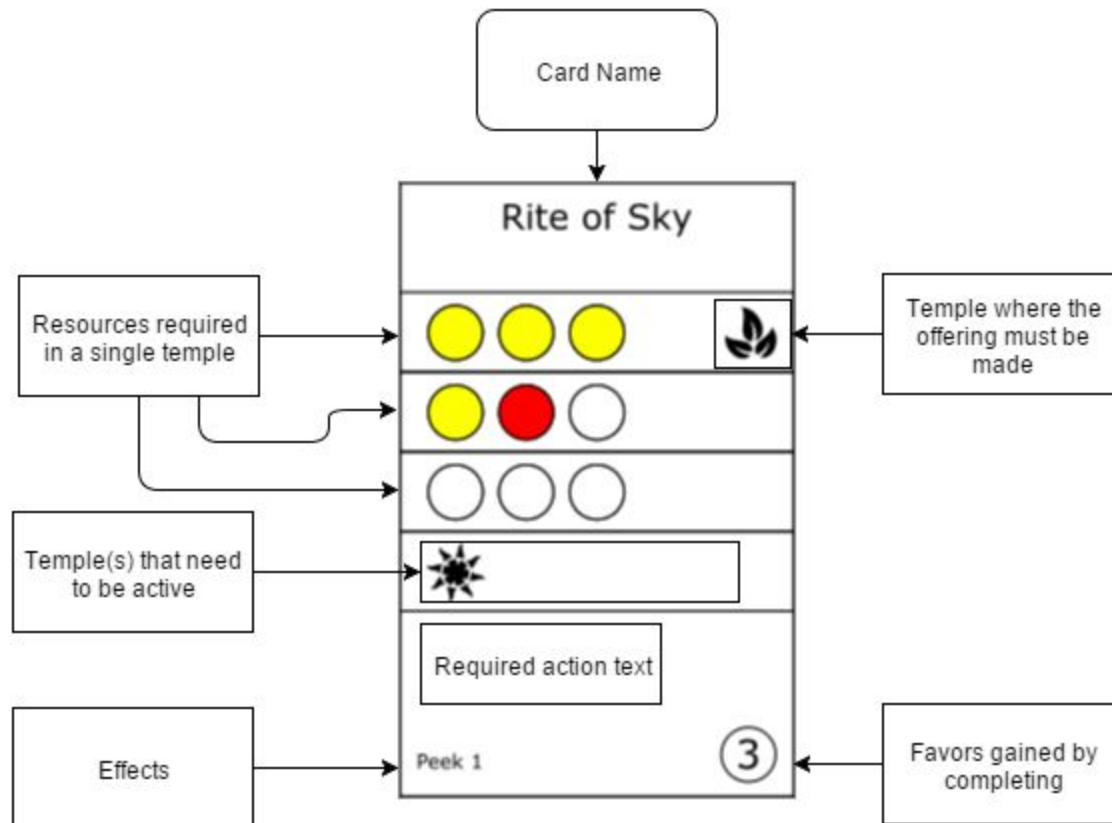 Card Name
Rite of Sky
Resources required
in a single temple
Temple where the
offering must be
made
Temple(s) that need
to be active
Required action text
Effects
Peek 1
3
Favors gained by
completing